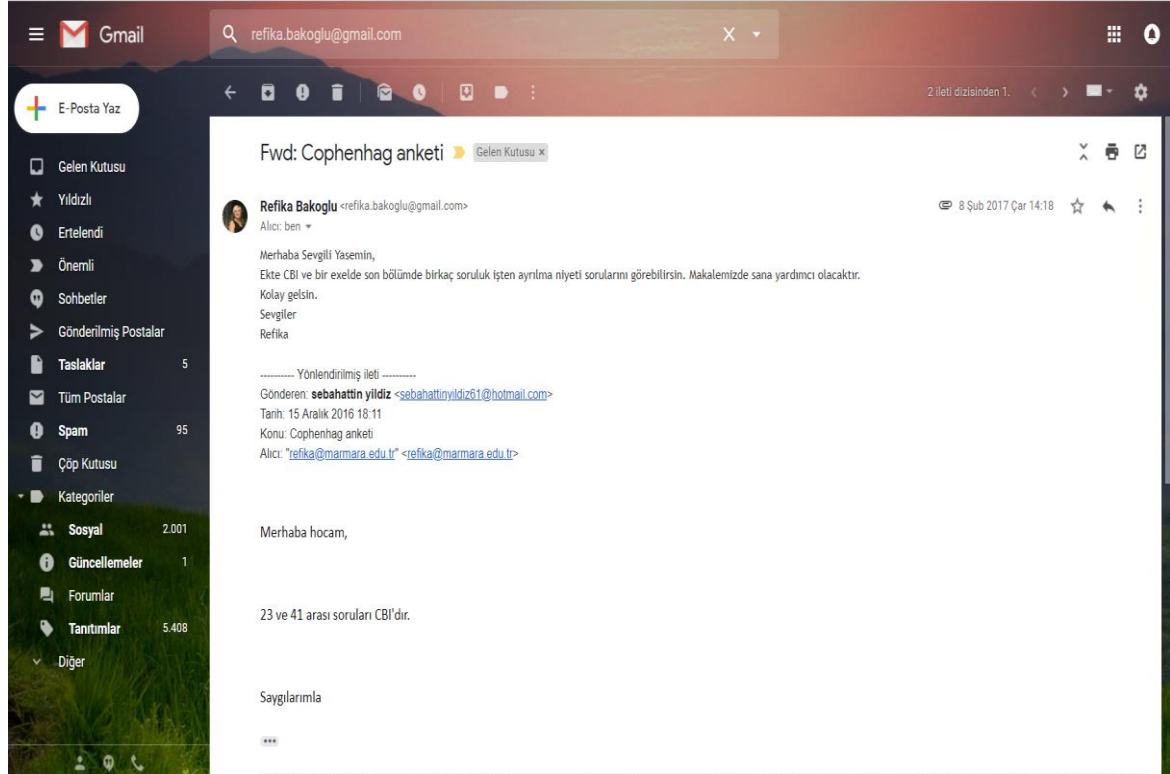 Gmail
refika.bakoglu@gmail.com
X
E-Posta Yaz
2 ileti dizisinden 1.
Gelen Kutusu
Yıldızlı
Ertelendi
Önemli
Sohbetler
Gönderilmiş Postalar
Taslaklar 5
Tüm Postalar
Spam 95
Çöp Kutusu
Kategoriler
Sosyal 2.001
Güncellemeler 1
Forumlar
Tanıtımlar 5.408
Diğer
Fwd: Cophenhag anketi Gelen Kutusu ×
Refika Bakoglu <refika.bakoglu@gmail.com> 8 Şub 2017 Çar 14:18
Alıcı: ben
Merhaba Sevgili Yasemin,
Ekte CBI ve bir exelde son bölümde birkaç soruluk işten ayrılma niyeti sorularını görebilirsin. Makalemizde sana yardımcı olacaktır.
Kolay gelsin.
Sevgiler
Refika
---------- Yönlendirilmiş ileti ----------
Gönderen: sebahattin yildiz <sebahattinyildiz61@hotmail.com>
Tarih: 15 Aralık 2016 18:11
Konu: Cophenhag anketi
Alıcı: "refika@marmara.edu.tr" <refika@marmara.edu.tr>
Merhaba hocam,
23 ve 41 arası soruları CBI'dır.
Saygılarımla